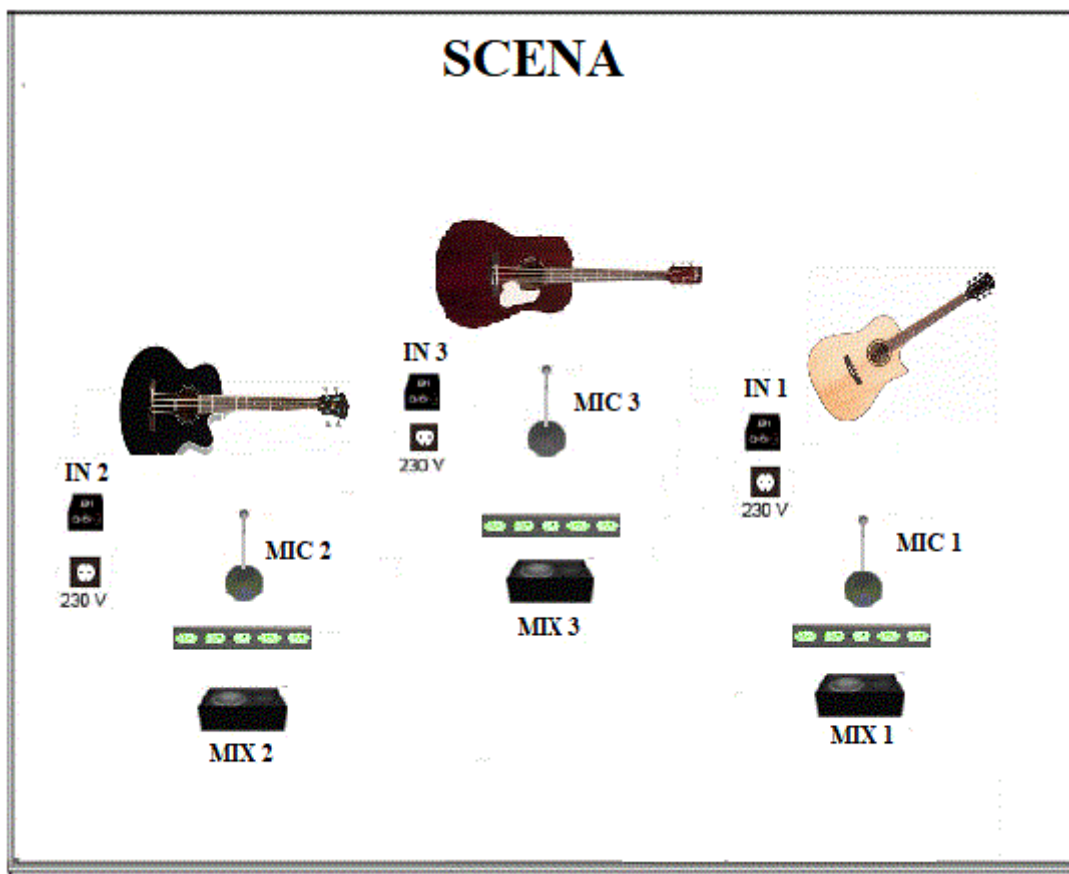 SCENA
IN 3
MIC 3
IN 1
230 V
IN 2
230 V
MIC 2
MIC 1
230 V
MIX 3
MIX 2
MIX 1